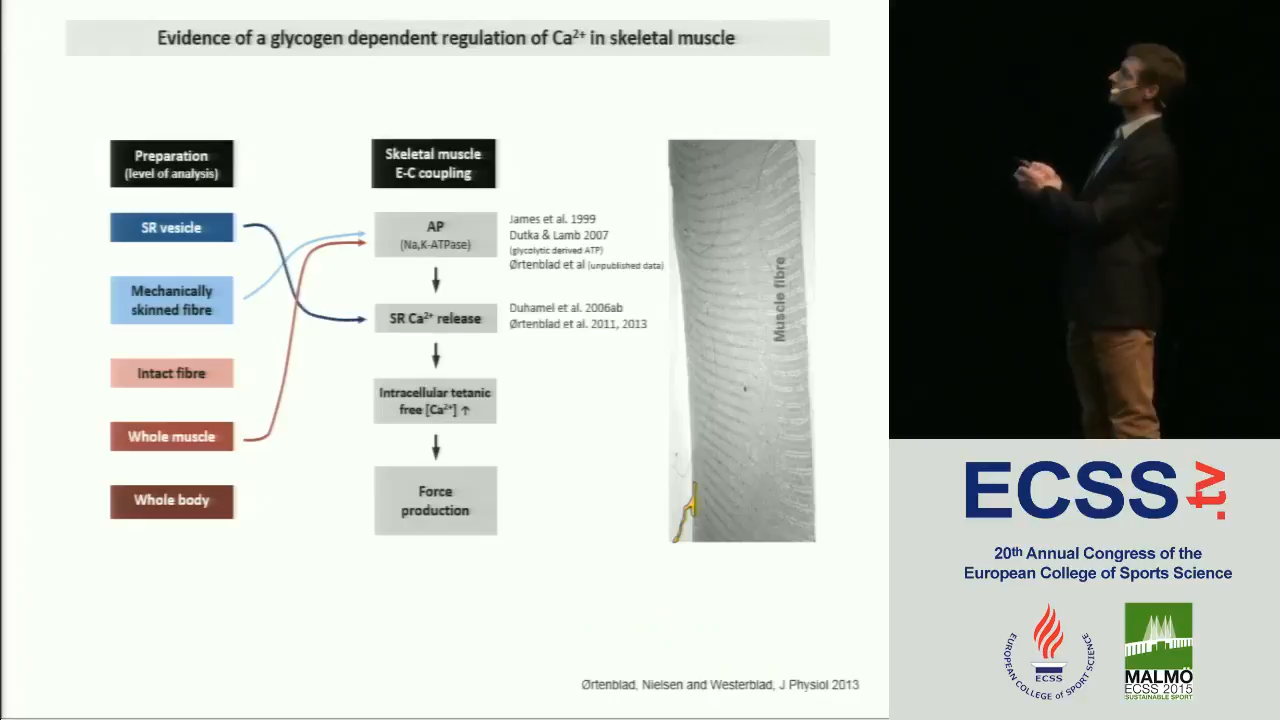 Evidence of a glycogen dependent regulation of Ca²⁺ in skeletal muscle
Preparation
(level of analysis)
SR vesicle
Mechanically
skinned fibre
Intact fibre
Whole muscle
Whole body
Skeletal muscle
E-C coupling
AP
(Na,K-ATPase)
SR Ca²⁺ release
Intracellular tetanic
free [Ca²⁺] ↑
Force
production
James et al. 1999
Dutka & Lamb 2007
(glycolytic derived ATP)
Ørtenblad et al (unpublished data)
Duhamel et al. 2006ab
Ørtenblad et al. 2011, 2013
Muscle fibre
Ørtenblad, Nielsen and Westerblad, J Physiol 2013
ECSS.tv
20th Annual Congress of the
European College of Sports Science
EUROPEAN COLLEGE OF SPORT SCIENCE
ECSS
MALMÖ
ECSS 2015
SUSTAINABLE SPORT